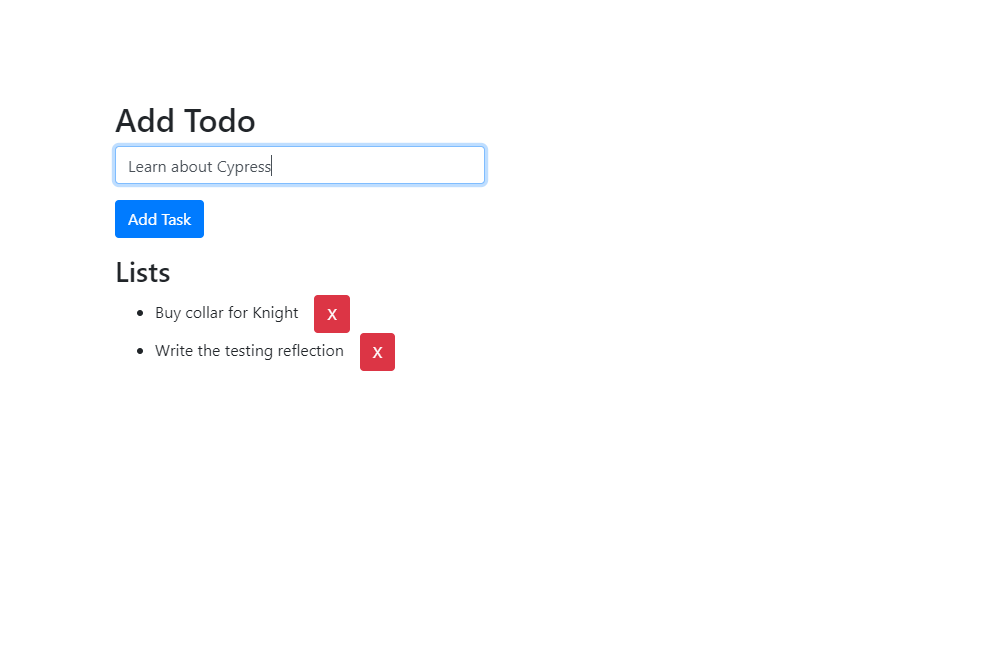 Add Todo
Learn about Cypress
Add Task
Lists
Buy collar for Knight X
Write the testing reflection X